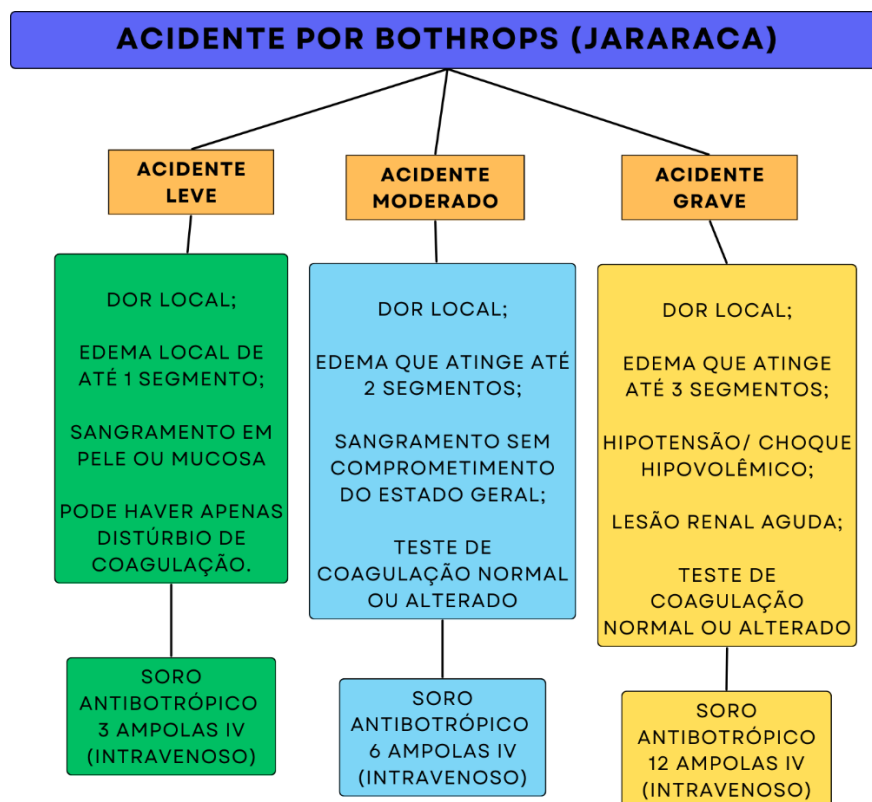 ACIDENTE POR BOTHROPS (JARARACA)
ACIDENTE
LEVE
DOR LOCAL;
EDEMA LOCAL DE
ATÉ 1 SEGMENTO;
SANGRAMENTO EM
PELE OU MUCOSA
PODE HAVER APENAS
DISTÚRBIO DE
COAGULAÇÃO.
SORO
ANTIBOTRÓPICO
3 AMPOLAS IV
(INTRAVENOSO)
ACIDENTE
MODERADO
DOR LOCAL;
EDEMA QUE ATINGE ATÉ
2 SEGMENTOS;
SANGRAMENTO SEM
COMPROMETIMENTO
DO ESTADO GERAL;
TESTE DE
COAGULAÇÃO NORMAL
OU ALTERADO
SORO
ANTIBOTRÓPICO
6 AMPOLAS IV
(INTRAVENOSO)
ACIDENTE
GRAVE
DOR LOCAL;
EDEMA QUE ATINGE
ATÉ 3 SEGMENTOS;
HIPOTENSÃO/ CHOQUE
HIPOVOLÊMICO;
LESÃO RENAL AGUDA;
TESTE DE
COAGULAÇÃO
NORMAL OU ALTERADO
SORO
ANTIBOTRÓPICO
12 AMPOLAS IV
(INTRAVENOSO)